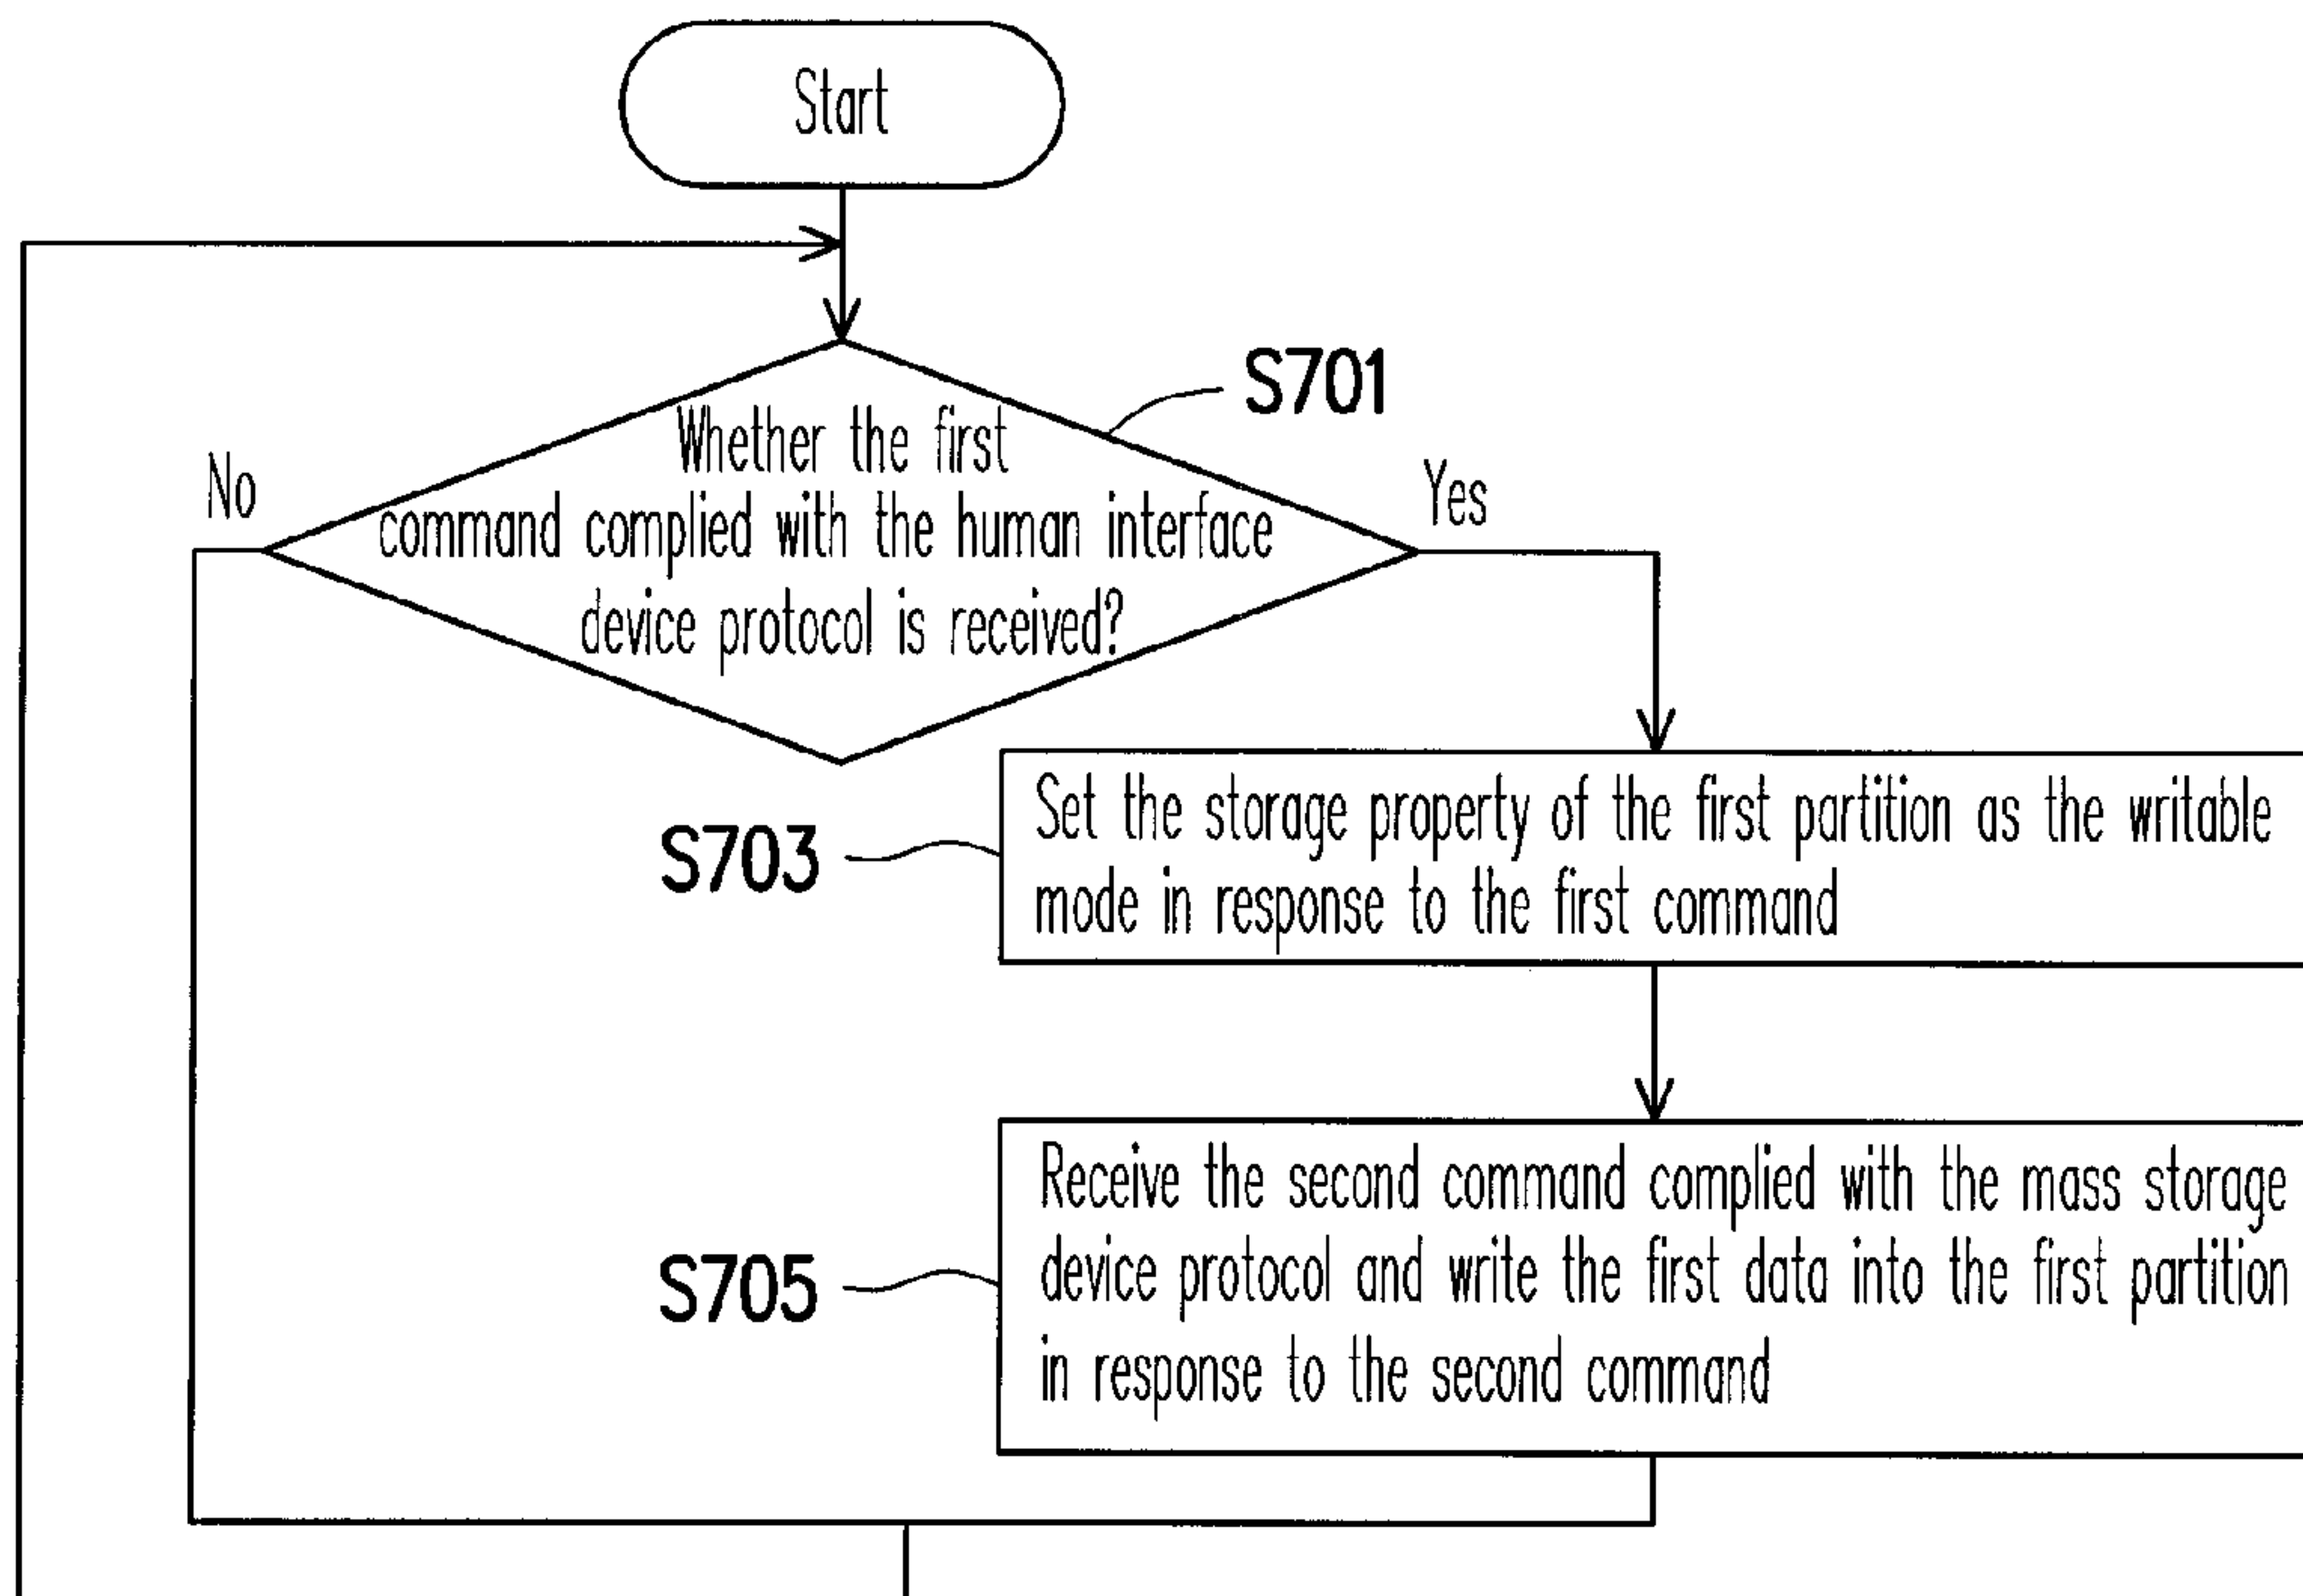 Start
S701
Whether the first
command complied with the human interface
device protocol is received?
No
Yes
S703
Set the storage property of the first partition as the writable
mode in response to the first command
S705
Receive the second command complied with the mass storage
device protocol and write the first data into the first partition
in response to the second command